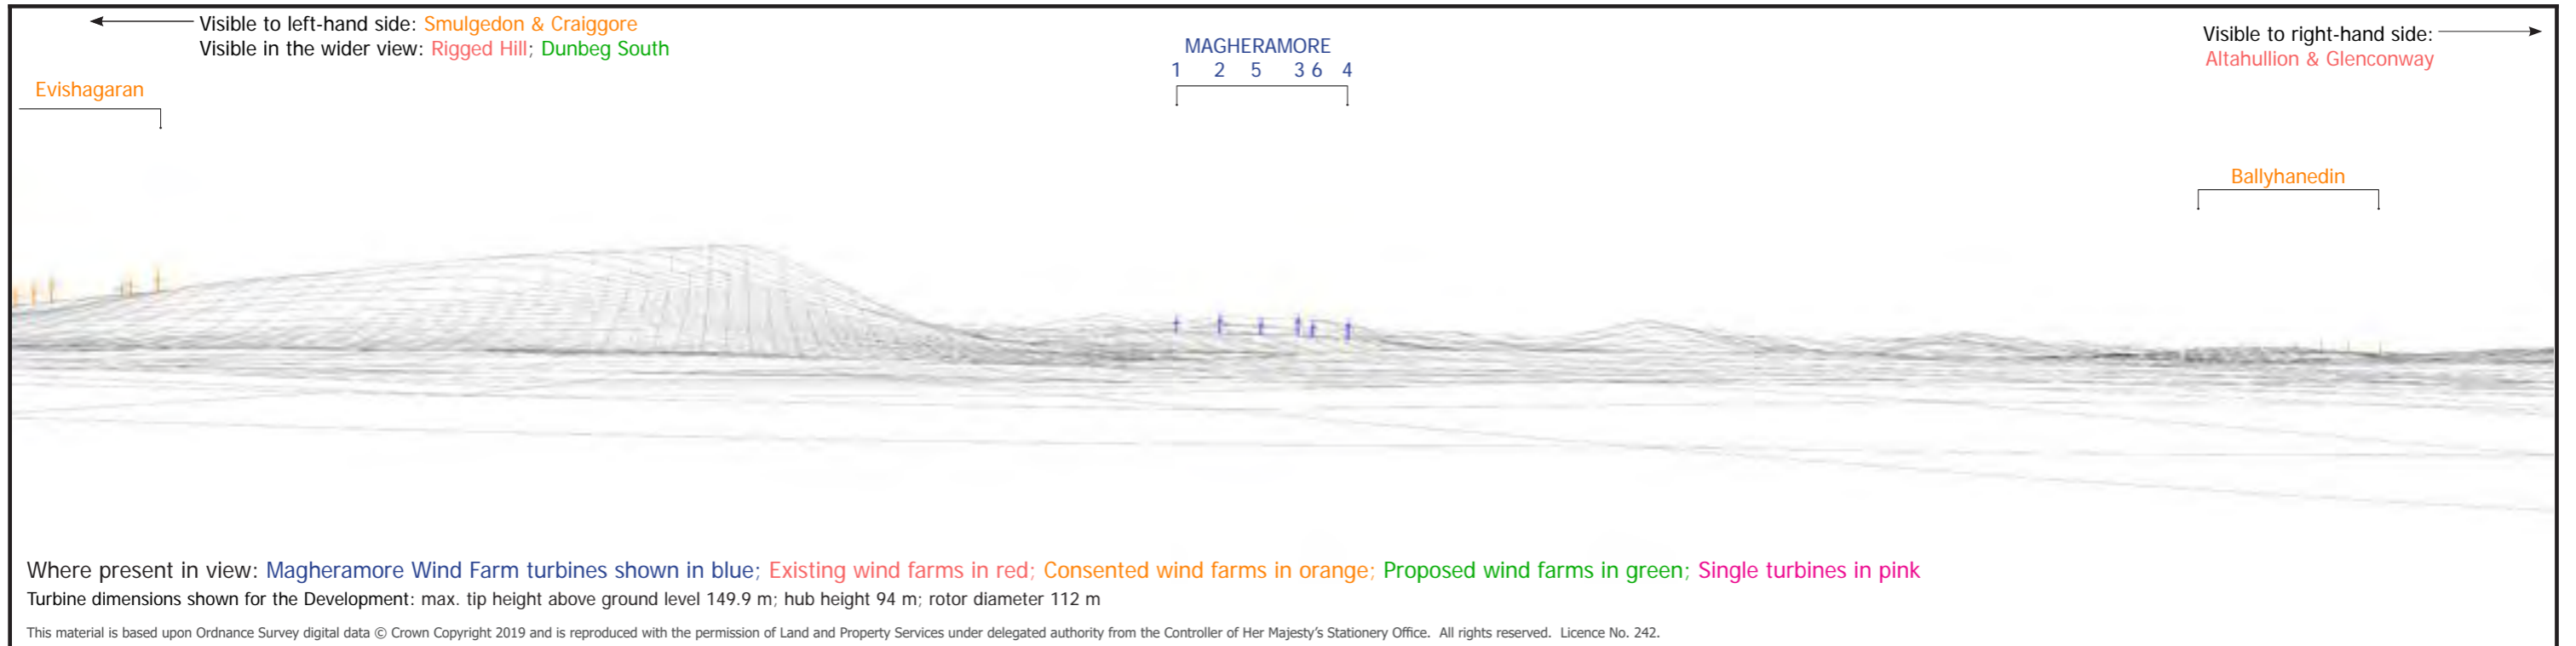 Visible to left-hand side: Smulgedon & Craiggore
Visible in the wider view: Rigged Hill; Dunbeg South
Evishagaran
MAGHERAMORE
1 2 5 3 6 4
Visible to right-hand side:
Altahullion & Glenconway
Ballyhanedin
Where present in view: Magheramore Wind Farm turbines shown in blue; Existing wind farms in red; Consented wind farms in orange; Proposed wind farms in green; Single turbines in pink
Turbine dimensions shown for the Development: max. tip height above ground level 149.9 m; hub height 94 m; rotor diameter 112 m
This material is based upon Ordnance Survey digital data © Crown Copyright 2019 and is reproduced with the permission of Land and Property Services under delegated authority from the Controller of Her Majesty's Stationery Office. All rights reserved. Licence No. 242.